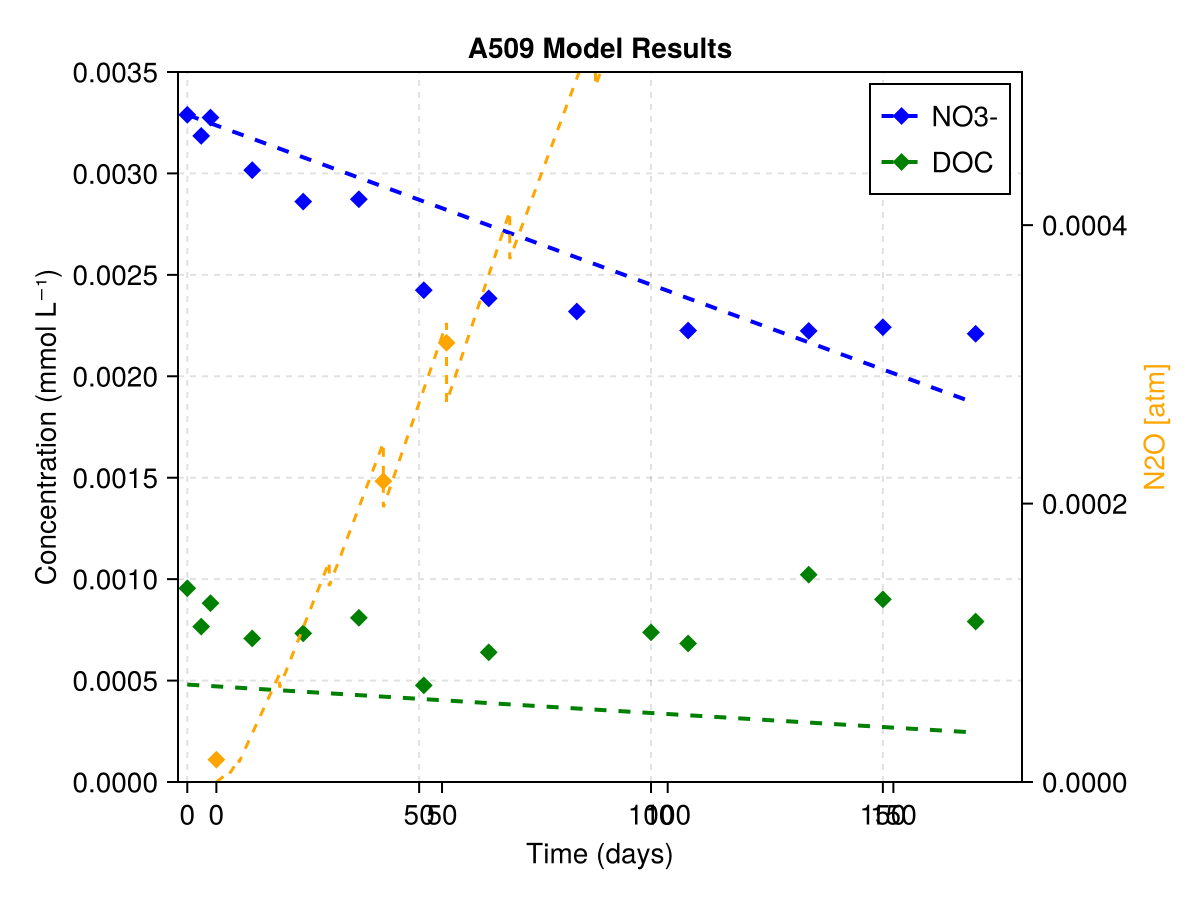 A509 Model Results
0.0035
0.0030
0.0025
0.0020
0.0015
0.0010
0.0005
0.0000
Concentration (mmol L⁻¹)
NO3-
DOC
0.0004
0.0002
0.0000
N2O [atm]
0 0 50 50 100 100 150 150
Time (days)